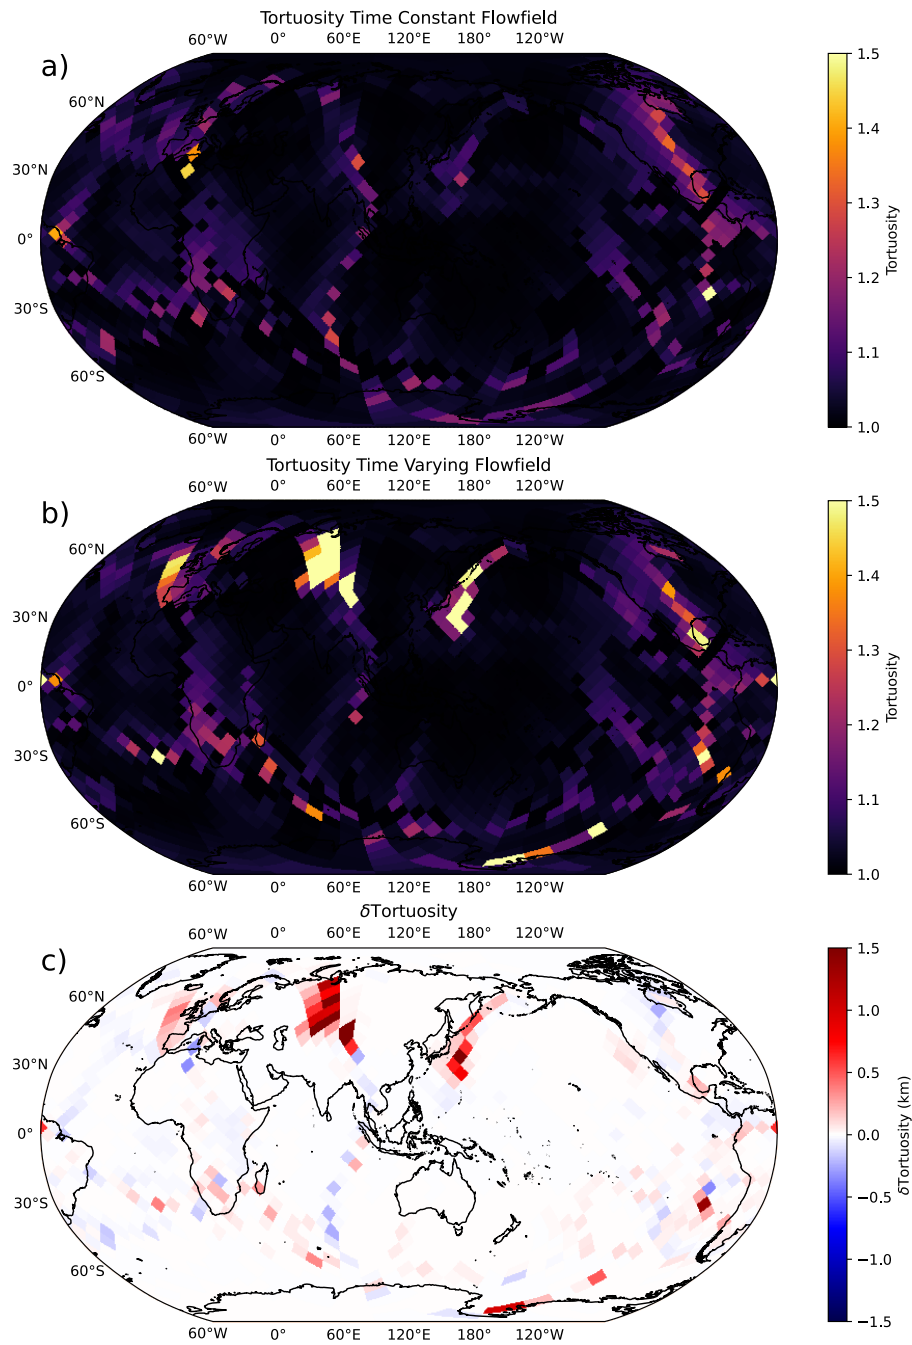 Tortuosity Time Constant Flowfield
60°W 0° 60°E 120°E 180° 120°W
a)
60°N
30°N
0°
30°S
60°S
60°W 0° 60°E 120°E 180° 120°W
1.5
1.4
1.3
1.2
1.1
1.0
Tortuosity
Tortuosity Time Varying Flowfield
60°W 0° 60°E 120°E 180° 120°W
b)
60°N
30°N
0°
30°S
60°S
60°W 0° 60°E 120°E 180° 120°W
1.5
1.4
1.3
1.2
1.1
1.0
Tortuosity
δTortuosity
60°W 0° 60°E 120°E 180° 120°W
c)
60°N
30°N
0°
30°S
60°S
60°W 0° 60°E 120°E 180° 120°W
1.5
1.0
0.5
0.0
−0.5
−1.0
−1.5
δTortuosity (km)